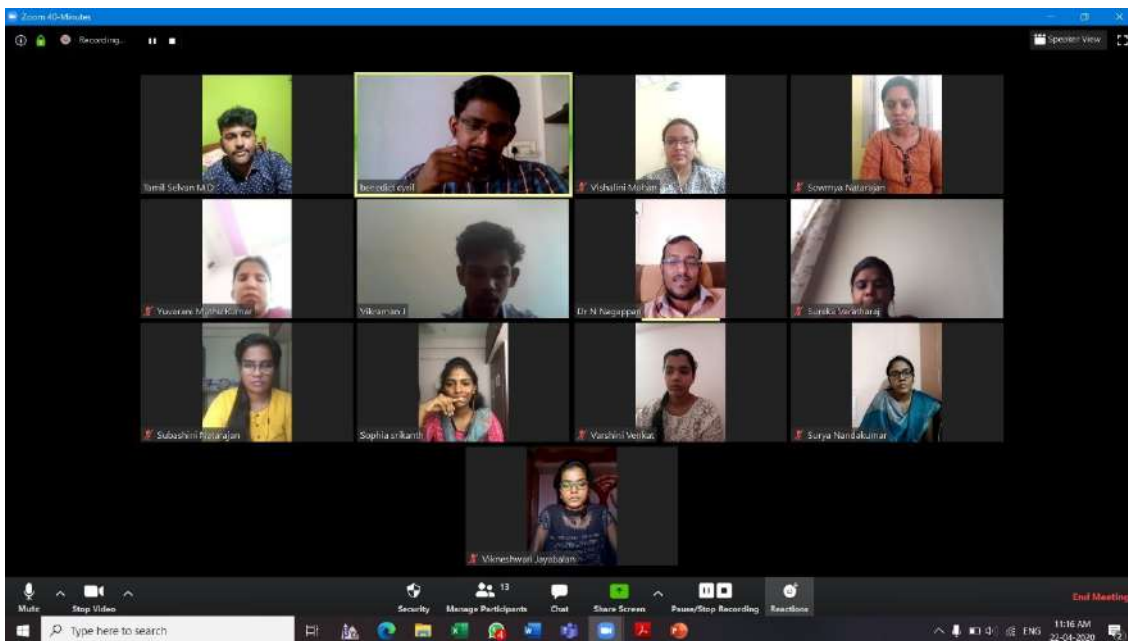 Zoom 40-Minutes
Recording...
Speaker View
Tamil Selvan M.D
benedict cyril
Vishalini Mohan
Sowmya Natarajan
Yuvarani Muthu Kumar
Vikraman J
Dr N Nagappan
Sureka Varatharaj
Subashini Natarajan
Sophia srikanth
Varshini Venkat
Surya Nandakumar
Vikneshwari Jayabalan
13
Mute
Stop Video
Security
Manage Participants
Chat
Share Screen
Pause/Stop Recording
Reactions
End Meeting
Type here to search
ENG
11:16 AM
22-04-2020